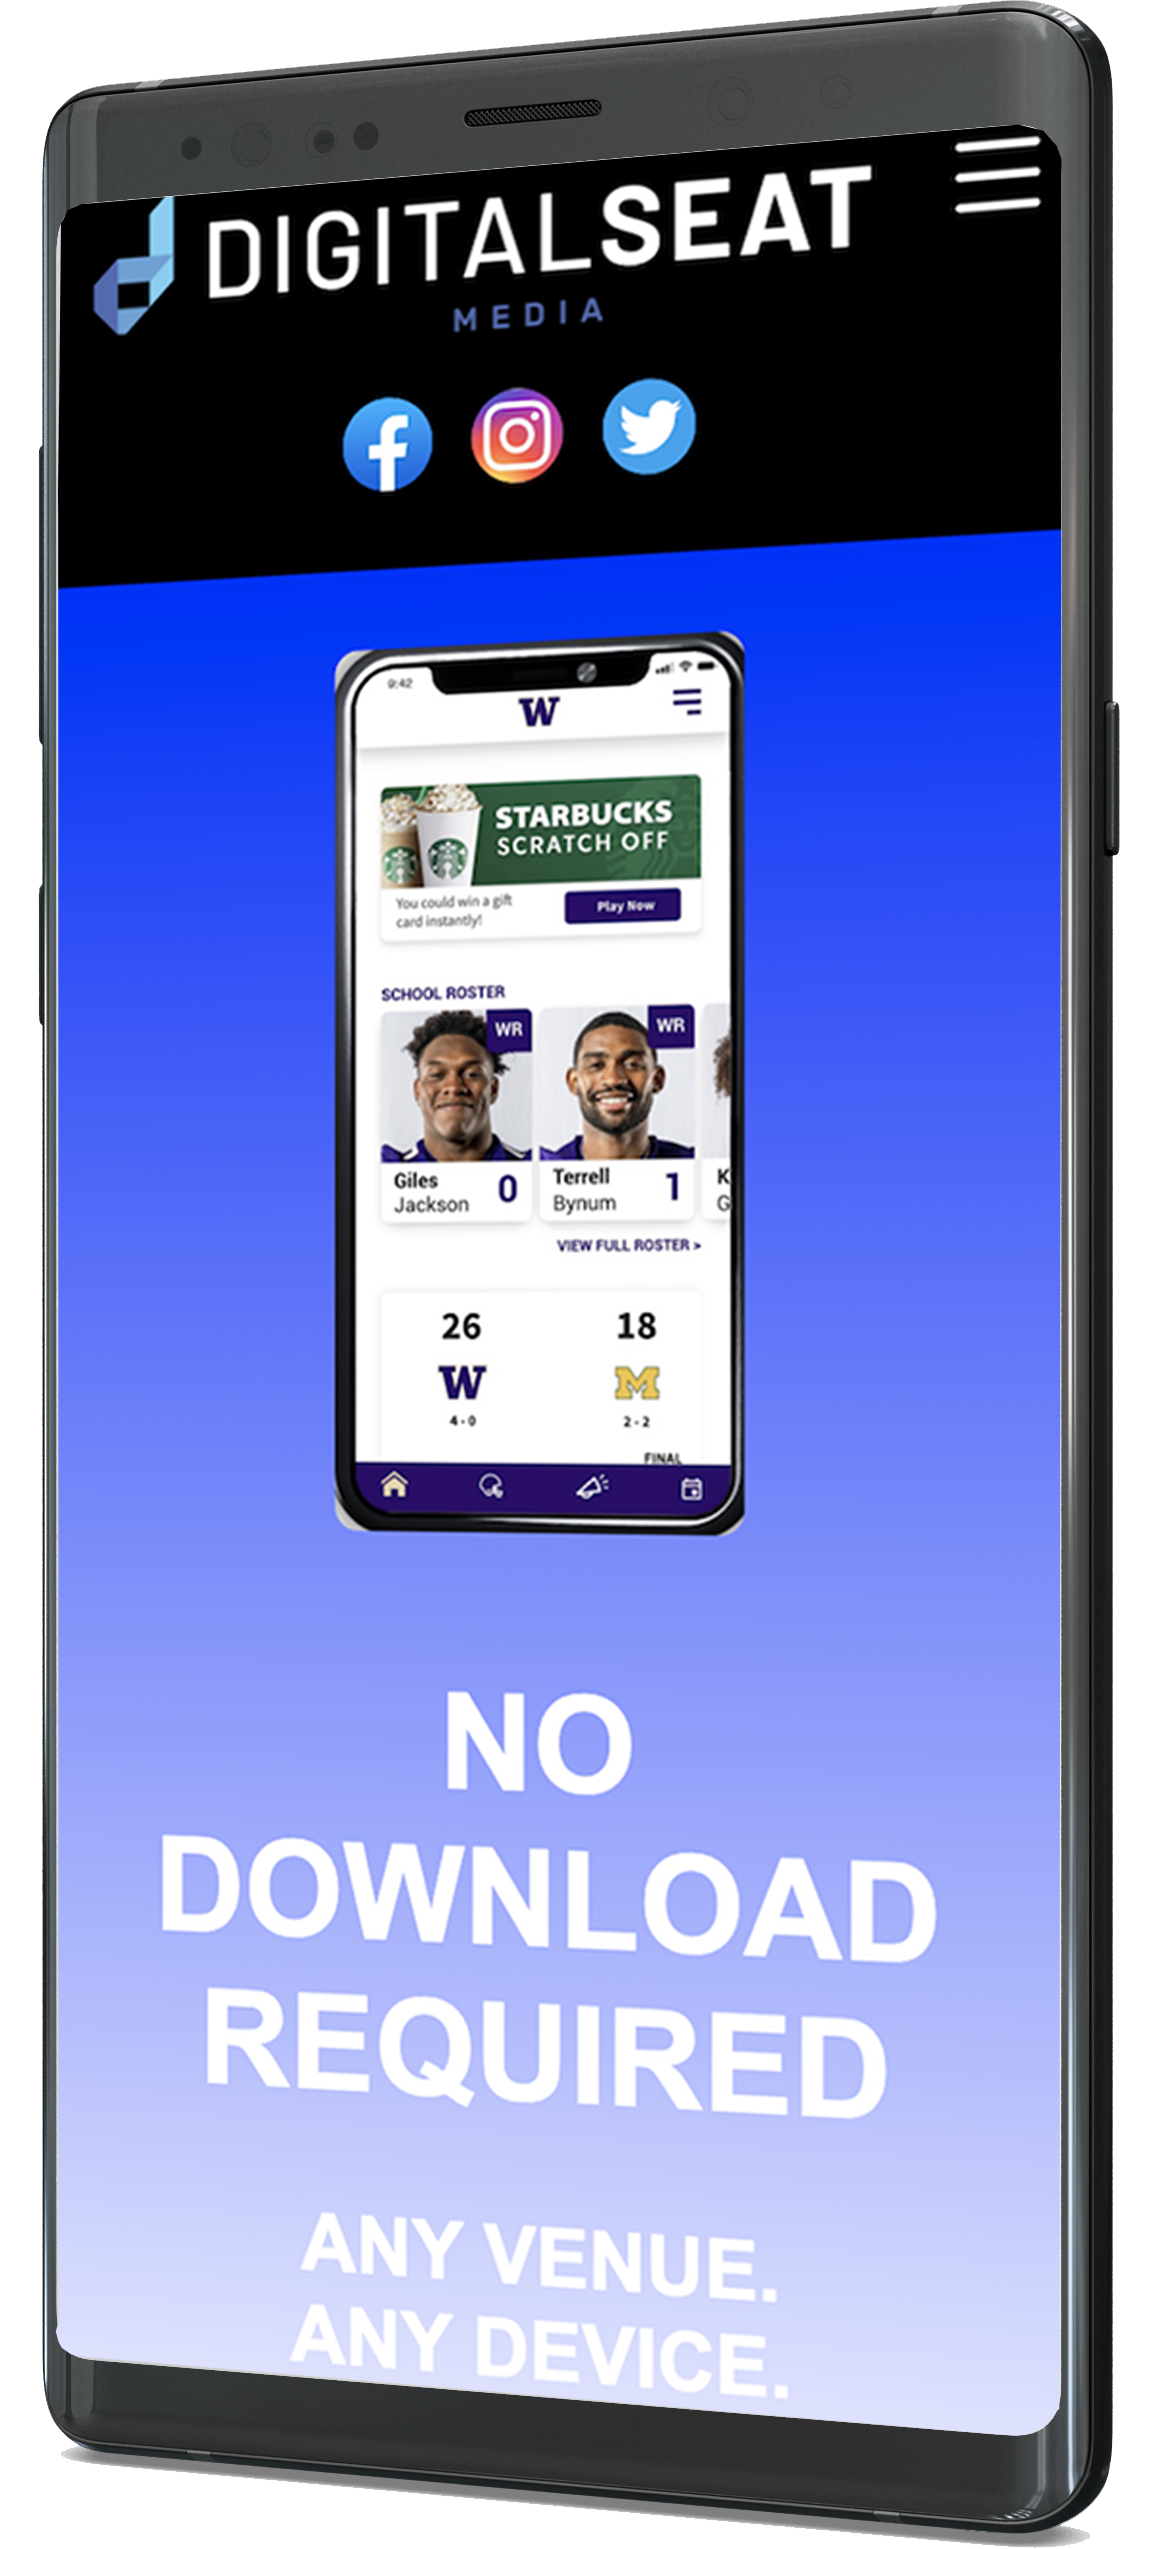 DIGITALSEAT
MEDIA
9:42
W
STARBUCKS
SCRATCH OFF
You could win a gift
card instantly!
Play Now
SCHOOL ROSTER
WR
WR
Giles
Jackson
0
Terrell
Bynum
1
K
G
VIEW FULL ROSTER >
26
18
W
M
4 - 0
2 - 2
FINAL
NO
DOWNLOAD
REQUIRED
ANY VENUE.
ANY DEVICE.